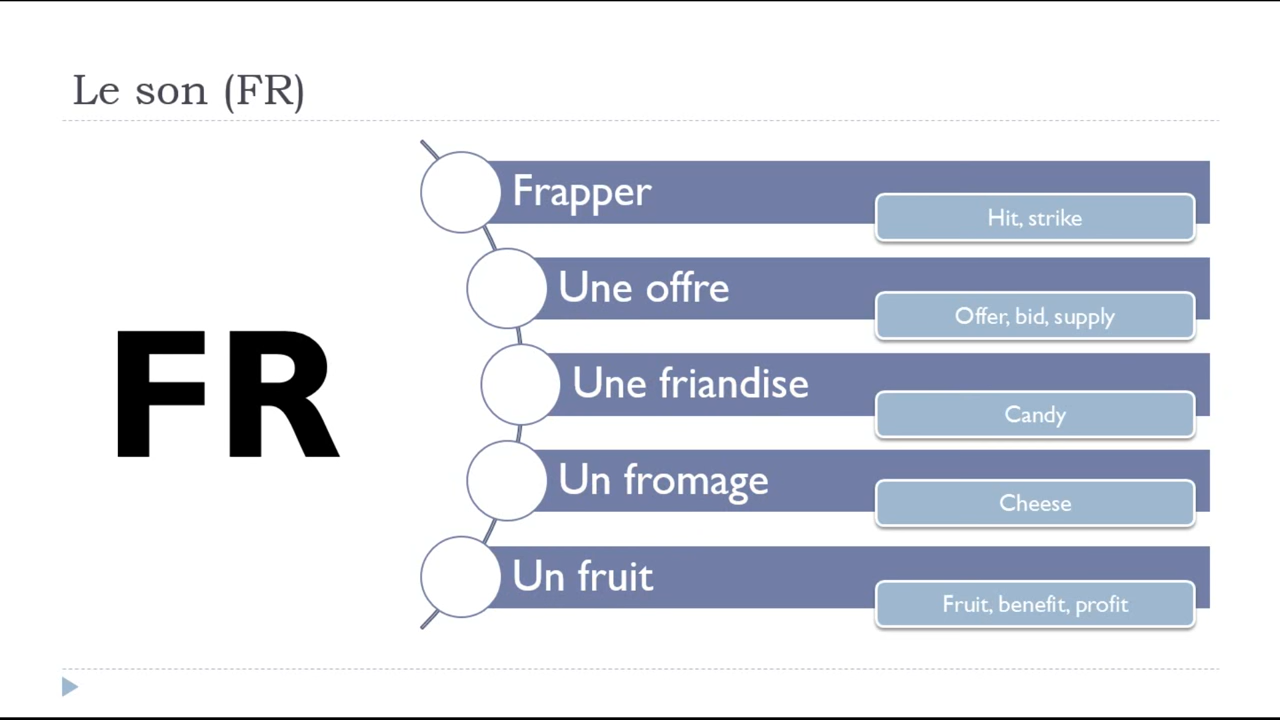 Le son (FR)
FR
Frapper
Hit, strike
Une offre
Offer, bid, supply
Une friandise
Candy
Un fromage
Cheese
Un fruit
Fruit, benefit, profit